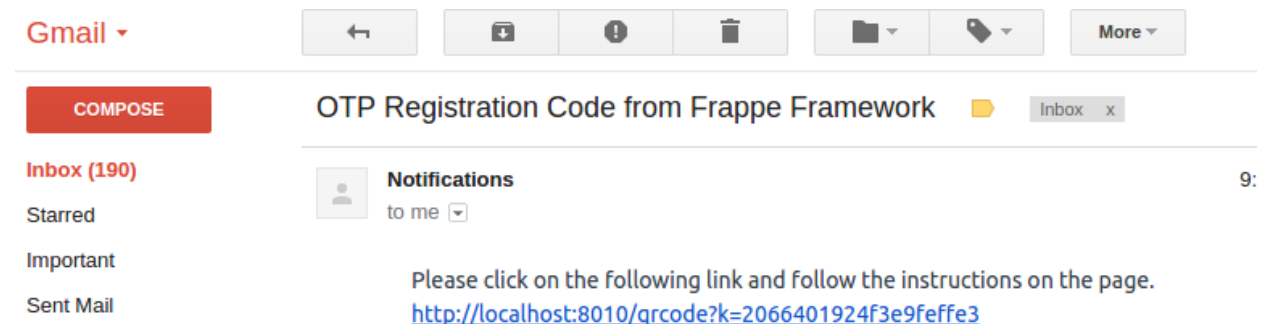 Gmail
More
COMPOSE
OTP Registration Code from Frappe Framework
Inbox x
Inbox (190)
Notifications
9:
Starred
to me
Important
Please click on the following link and follow the instructions on the page.
Sent Mail
http://localhost:8010/qrcode?k=2066401924f3e9feffe3